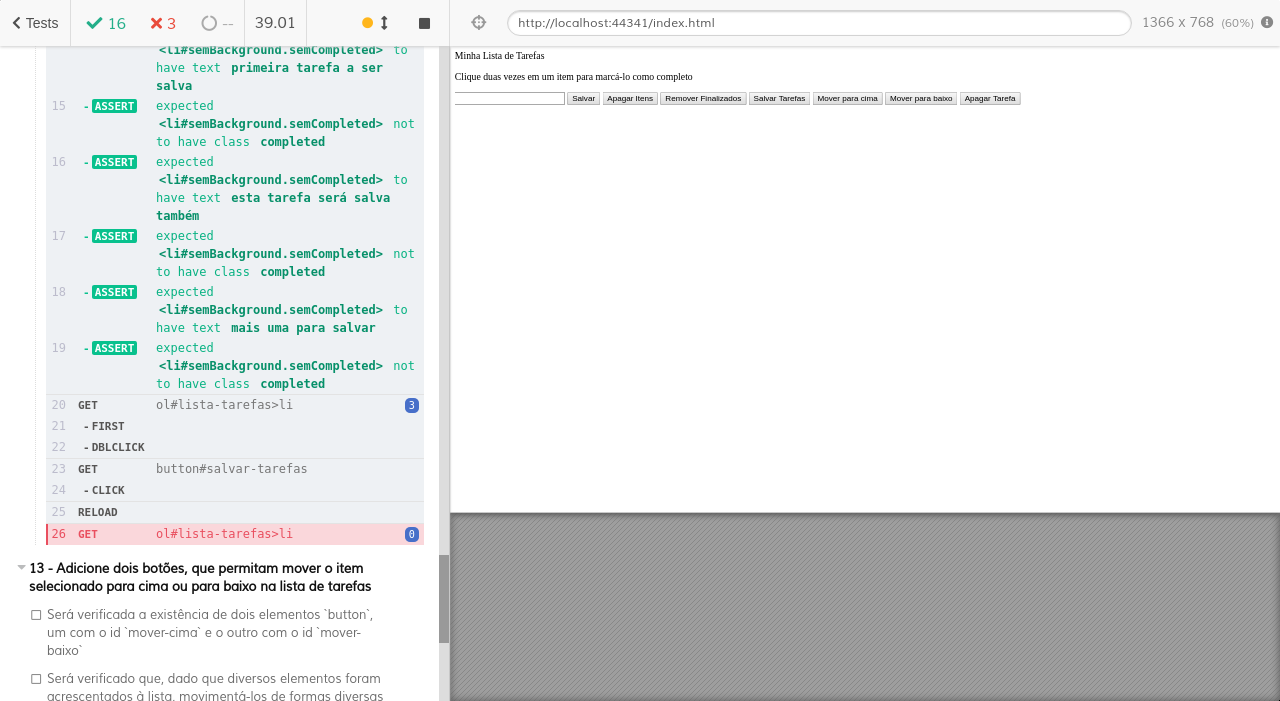 Tests
16
3
--
39.01
http://localhost:44341/index.html
1366 x 768 (60%)
<li#semBackground.semCompleted> to
have text primeira tarefa a ser
salva
15 - ASSERT expected
<li#semBackground.semCompleted> not
to have class completed
16 - ASSERT expected
<li#semBackground.semCompleted> to
have text esta tarefa será salva
também
17 - ASSERT expected
<li#semBackground.semCompleted> not
to have class completed
18 - ASSERT expected
<li#semBackground.semCompleted> to
have text mais uma para salvar
19 - ASSERT expected
<li#semBackground.semCompleted> not
to have class completed
20 GET ol#lista-tarefas>li 3
21 - FIRST
22 - DBLCLICK
23 GET button#salvar-tarefas
24 - CLICK
25 RELOAD
26 GET ol#lista-tarefas>li 0
13 - Adicione dois botões, que permitam mover o item
selecionado para cima ou para baixo na lista de tarefas
Será verificada a existência de dois elementos `button`,
um com o id `mover-cima` e o outro com o id `mover-
baixo`
Será verificado que, dado que diversos elementos foram
acrescentados à lista, movimentá-los de formas diversas
Minha Lista de Tarefas
Clique duas vezes em um item para marcá-lo como completo
Salvar Apagar Itens Remover Finalizados Salvar Tarefas Mover para cima Mover para baixo Apagar Tarefa